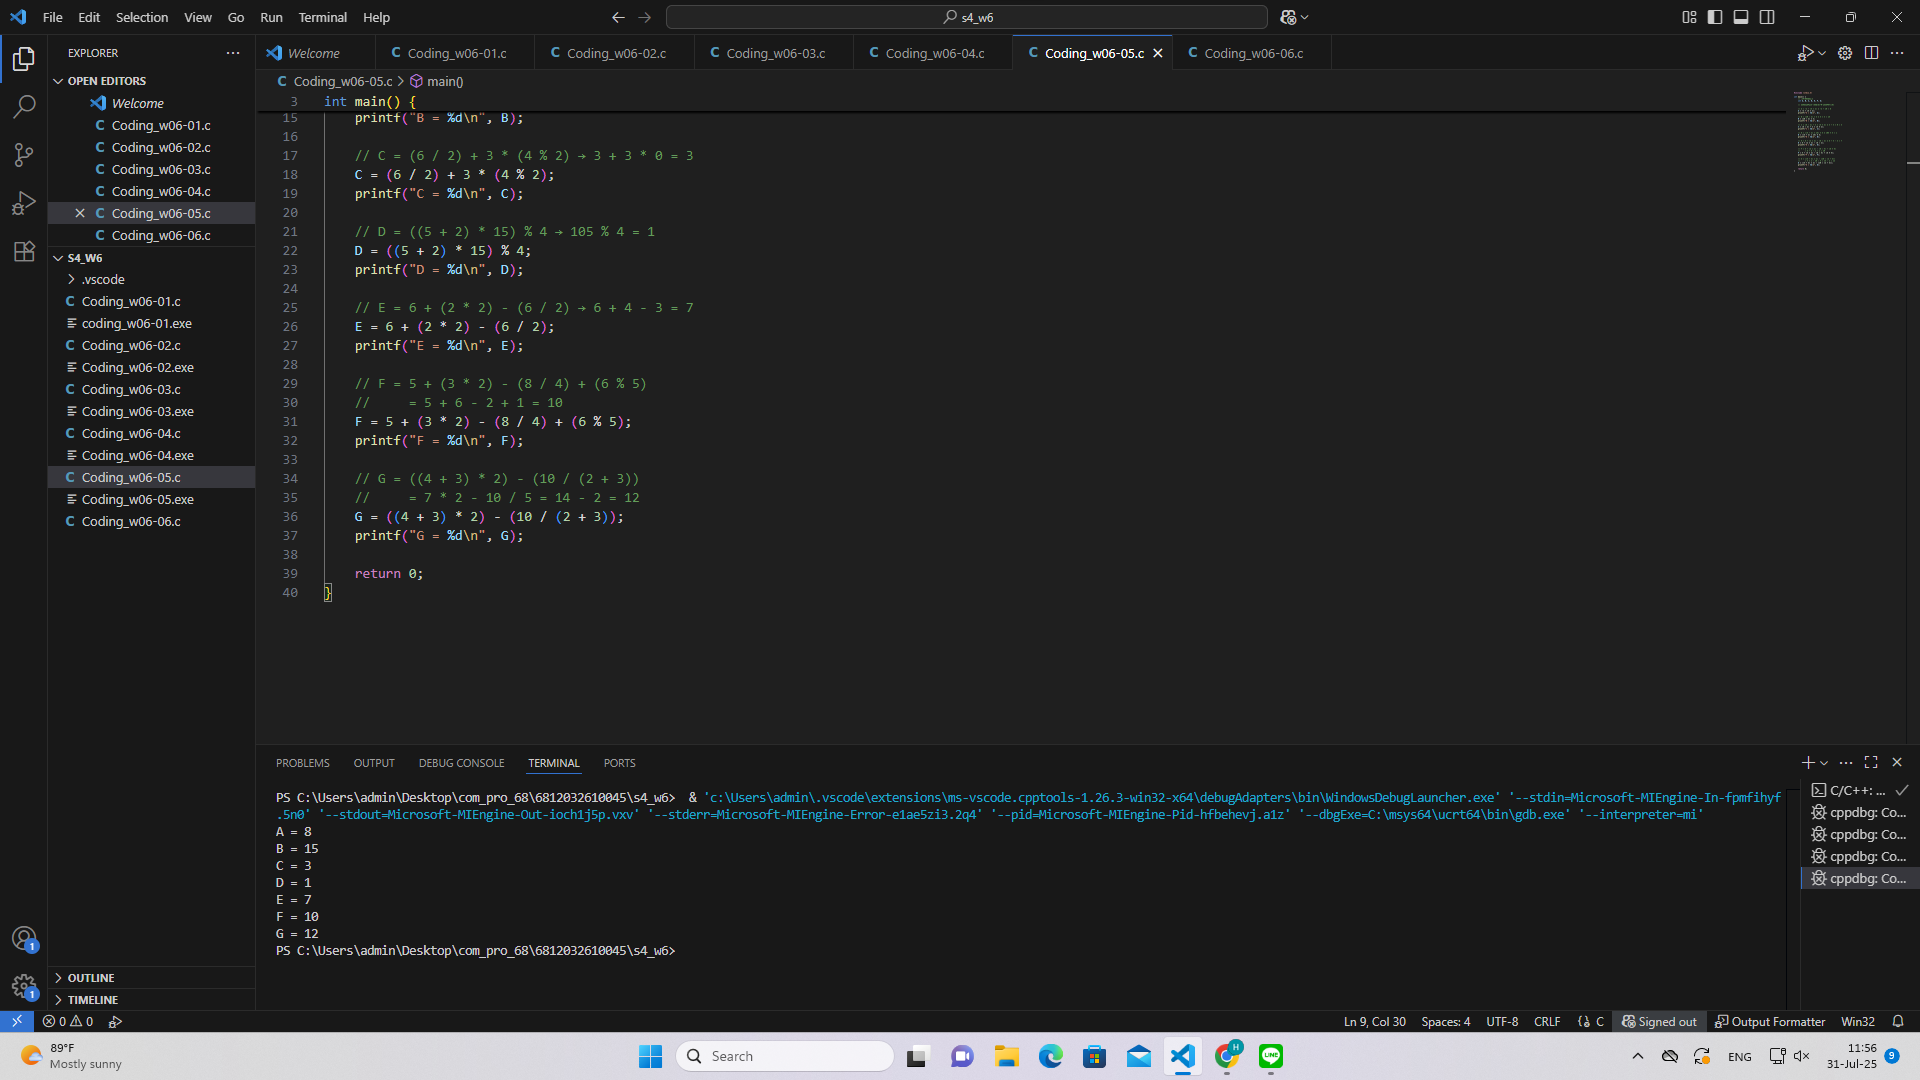 File Edit Selection View Go Run Terminal Help
s4_w6
EXPLORER
OPEN EDITORS
Welcome
Coding_w06-01.c
Coding_w06-02.c
Coding_w06-03.c
Coding_w06-04.c
Coding_w06-05.c
Coding_w06-06.c
S4_W6
.vscode
C Coding_w06-01.c
coding_w06-01.exe
C Coding_w06-02.c
Coding_w06-02.exe
C Coding_w06-03.c
Coding_w06-03.exe
C Coding_w06-04.c
Coding_w06-04.exe
C Coding_w06-05.c
Coding_w06-05.exe
C Coding_w06-06.c
OUTLINE
TIMELINE
Welcome C Coding_w06-01.c C Coding_w06-02.c C Coding_w06-03.c C Coding_w06-04.c C Coding_w06-05.c C Coding_w06-06.c
C Coding_w06-05.c > main()
3 int main() {
15 printf("B = %d\n", B);
16
17 // C = (6 / 2) + 3 * (4 % 2) → 3 + 3 * 0 = 3
18 C = (6 / 2) + 3 * (4 % 2);
19 printf("C = %d\n", C);
20
21 // D = ((5 + 2) * 15) % 4 → 105 % 4 = 1
22 D = ((5 + 2) * 15) % 4;
23 printf("D = %d\n", D);
24
25 // E = 6 + (2 * 2) - (6 / 2) → 6 + 4 - 3 = 7
26 E = 6 + (2 * 2) - (6 / 2);
27 printf("E = %d\n", E);
28
29 // F = 5 + (3 * 2) - (8 / 4) + (6 % 5)
30 // = 5 + 6 - 2 + 1 = 10
31 F = 5 + (3 * 2) - (8 / 4) + (6 % 5);
32 printf("F = %d\n", F);
33
34 // G = ((4 + 3) * 2) - (10 / (2 + 3))
35 // = 7 * 2 - 10 / 5 = 14 - 2 = 12
36 G = ((4 + 3) * 2) - (10 / (2 + 3));
37 printf("G = %d\n", G);
38
39 return 0;
40 }
PROBLEMS OUTPUT DEBUG CONSOLE TERMINAL PORTS
PS C:\Users\admin\Desktop\com_pro_68\6812032610045\s4_w6> & 'c:\Users\admin\.vscode\extensions\ms-vscode.cpptools-1.26.3-win32-x64\debugAdapters\bin\WindowsDebugLauncher.exe' '--stdin=Microsoft-MIEngine-In-fpmfihyf
.5n0' '--stdout=Microsoft-MIEngine-Out-ioch1j5p.vxv' '--stderr=Microsoft-MIEngine-Error-e1ae5zi3.2q4' '--pid=Microsoft-MIEngine-Pid-hfbehevj.a1z' '--dbgExe=C:\msys64\ucrt64\bin\gdb.exe' '--interpreter=mi'
A = 8
B = 15
C = 3
D = 1
E = 7
F = 10
G = 12
PS C:\Users\admin\Desktop\com_pro_68\6812032610045\s4_w6>
C/C++: ...
cppdbg: Co...
cppdbg: Co...
cppdbg: Co...
cppdbg: Co...
1
1
0 0 Ln 9, Col 30 Spaces: 4 UTF-8 CRLF {} C Signed out Output Formatter Win32
89°F
Mostly sunny
Search
H
LINE
ENG
11:56
31-Jul-25
9